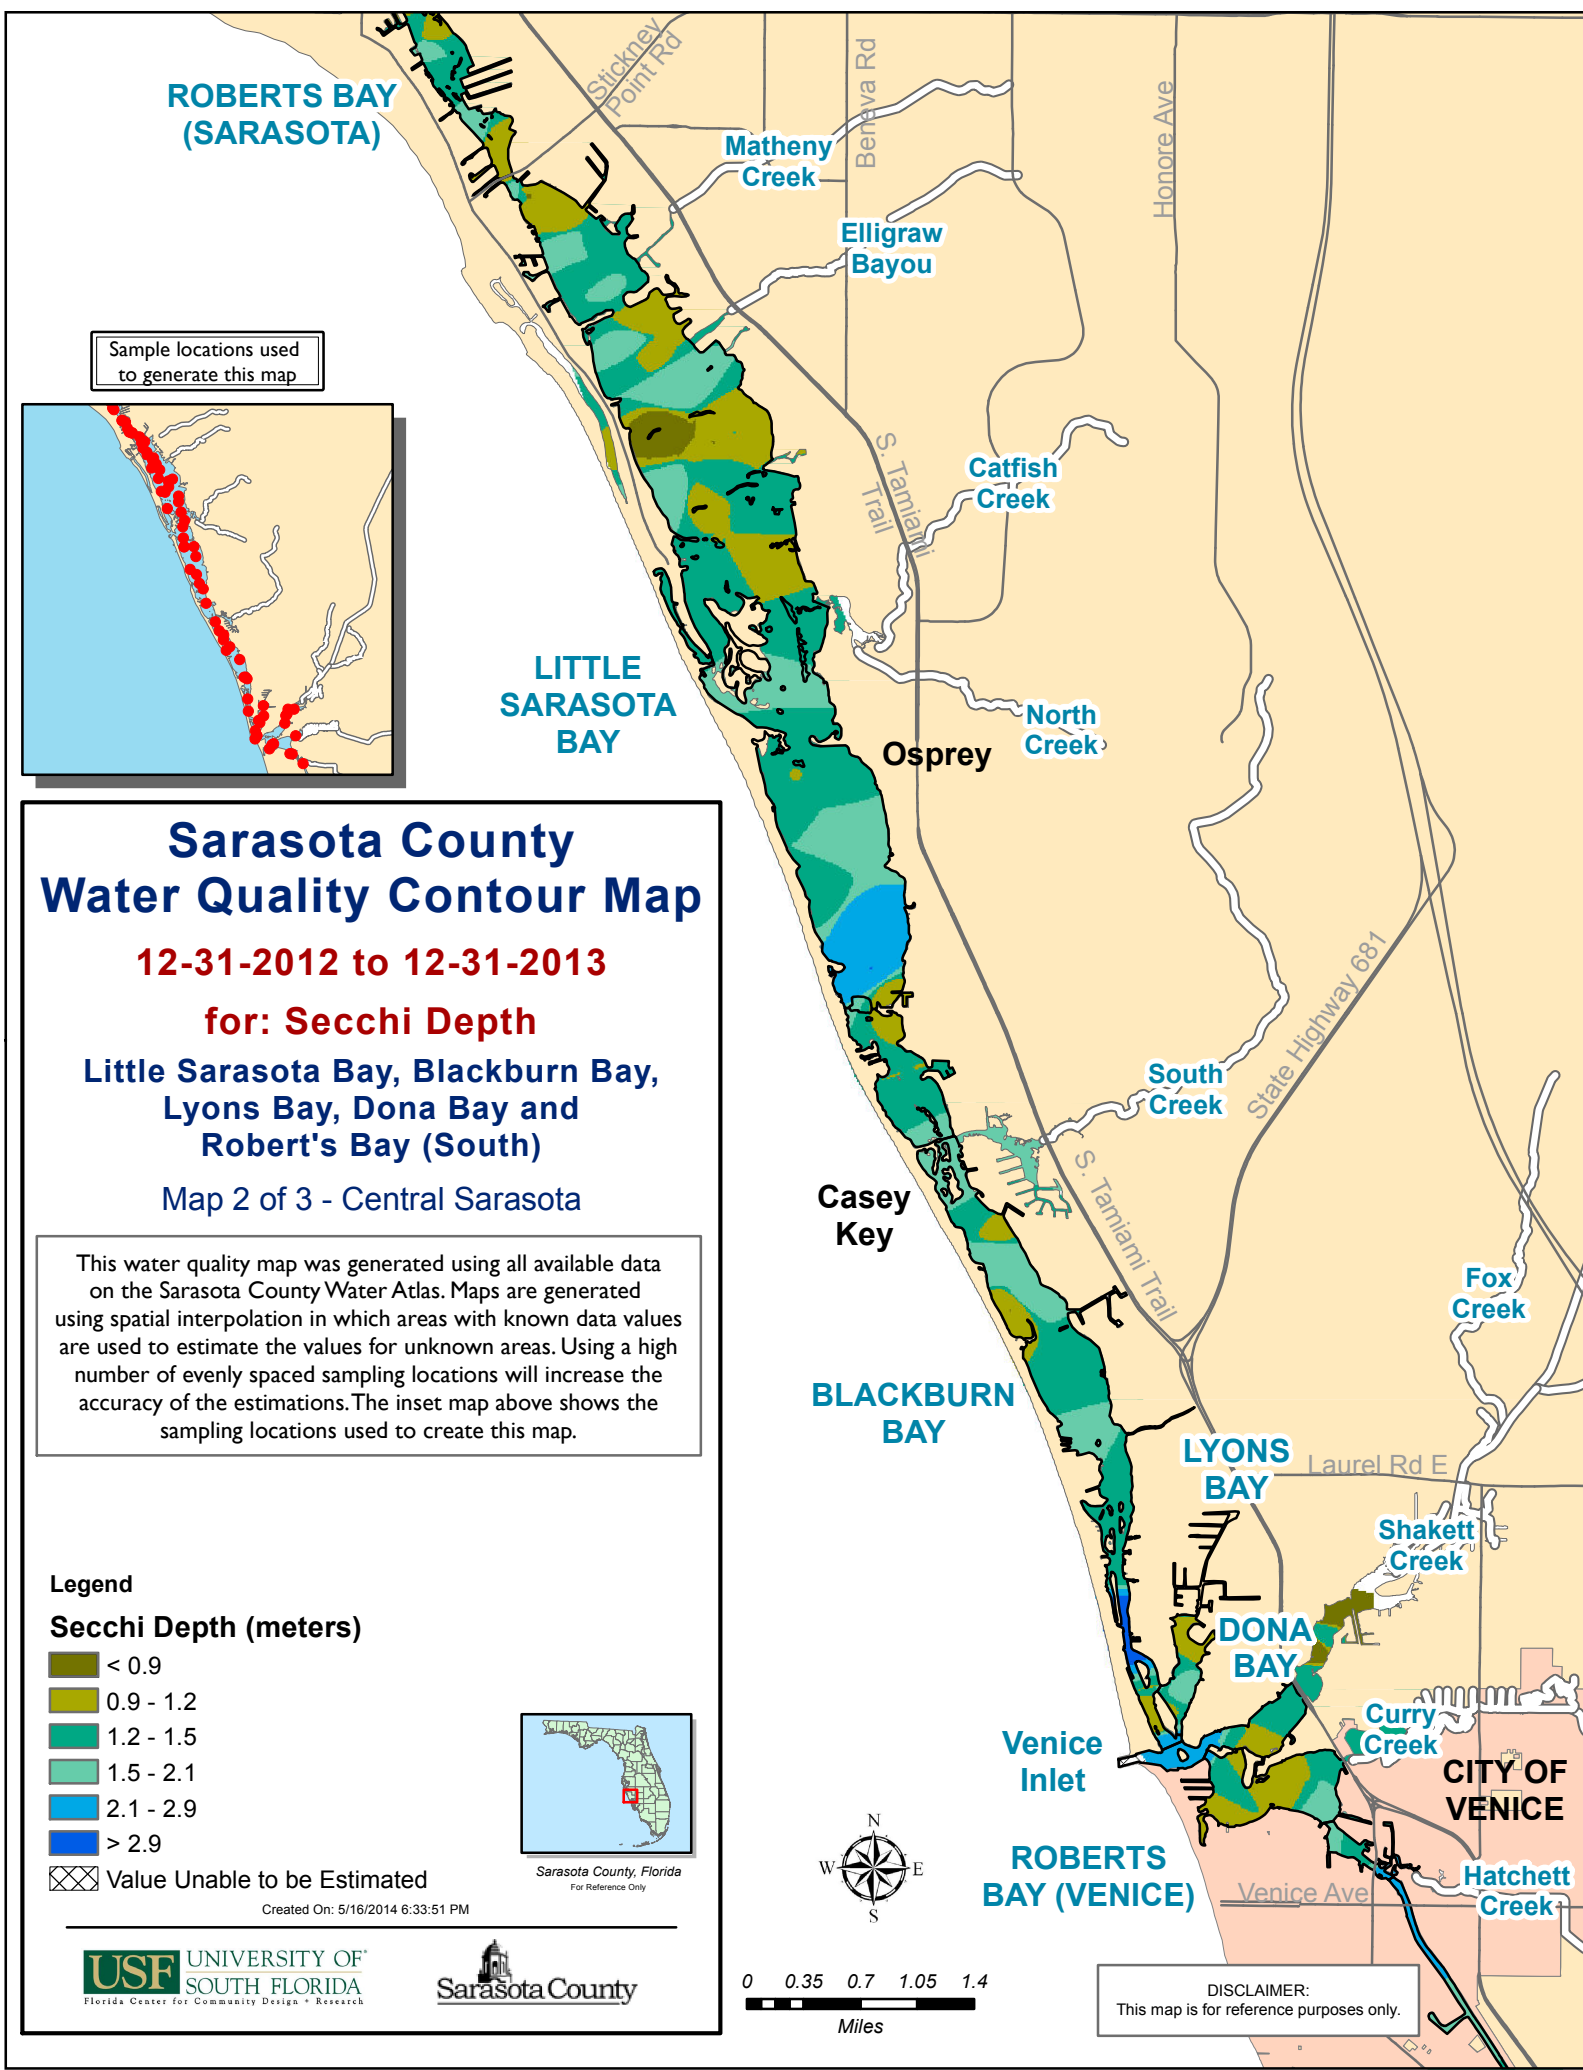 ROBERTS BAY
(SARASOTA)
Stickney
Point Rd
Beneva Rd
Honore Ave
Matheny
Creek
Elligraw
Bayou
Sample locations used
to generate this map
S. Tamiami
Trail
Catfish
Creek
LITTLE
SARASOTA
BAY
North
Creek
Osprey
Sarasota County
Water Quality Contour Map
12-31-2012 to 12-31-2013
for: Secchi Depth
Little Sarasota Bay, Blackburn Bay,
Lyons Bay, Dona Bay and
Robert's Bay (South)
Map 2 of 3 - Central Sarasota
This water quality map was generated using all available data
on the Sarasota County Water Atlas. Maps are generated
using spatial interpolation in which areas with known data values
are used to estimate the values for unknown areas. Using a high
number of evenly spaced sampling locations will increase the
accuracy of the estimations. The inset map above shows the
sampling locations used to create this map.
State Highway 681
South
Creek
S. Tamiami Trail
Casey
Key
Fox
Creek
BLACKBURN
BAY
LYONS
BAY
Laurel Rd E
Shakett
Creek
DONA
BAY
Curry
Creek
Venice
Inlet
CITY OF
VENICE
ROBERTS
BAY (VENICE)
Venice Ave
Hatchett
Creek
Legend
Secchi Depth (meters)
< 0.9
0.9 - 1.2
1.2 - 1.5
1.5 - 2.1
2.1 - 2.9
> 2.9
Value Unable to be Estimated
Sarasota County, Florida
For Reference Only
Created On: 5/16/2014 6:33:51 PM
USF UNIVERSITY OF
SOUTH FLORIDA
Florida Center for Community Design + Research
Sarasota County
N
W E
S
0 0.35 0.7 1.05 1.4
Miles
DISCLAIMER:
This map is for reference purposes only.